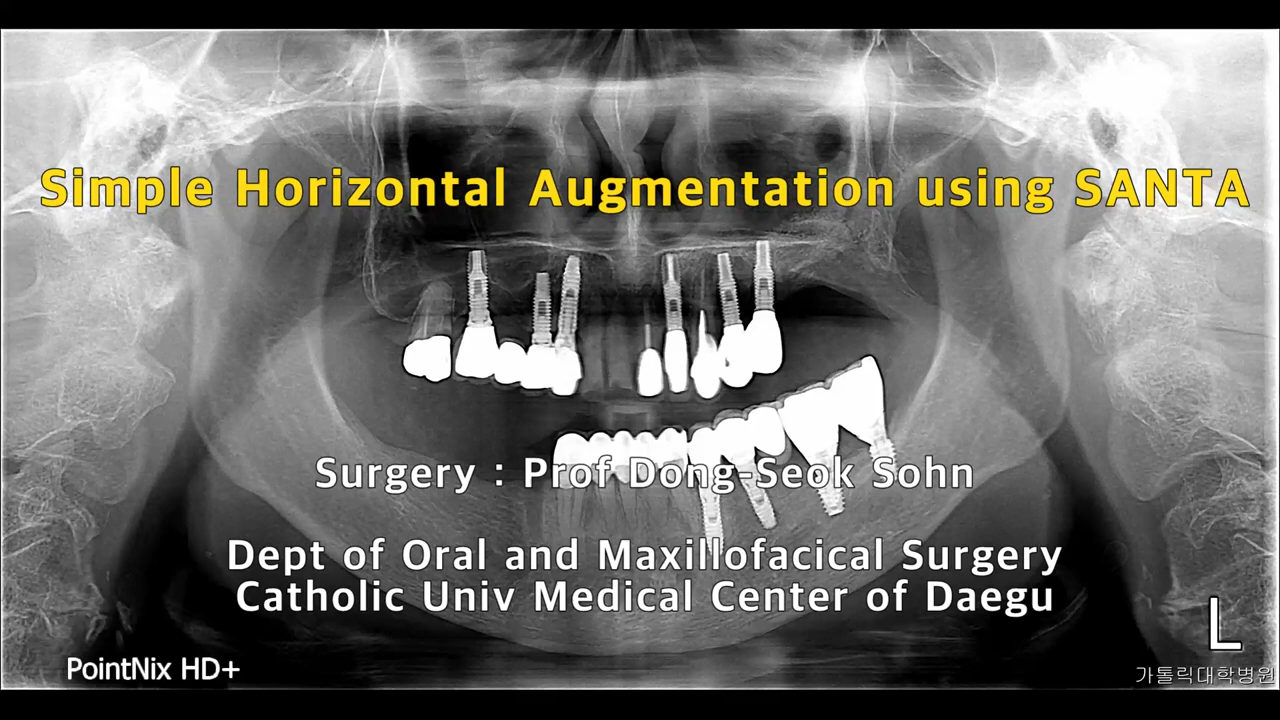 Simple Horizontal Augmentation using SANTA
Surgery : Prof Dong-Seok Sohn
Dept of Oral and Maxillofacical Surgery
Catholic Univ Medical Center of Daegu
L
PointNix HD+
가톨릭대학병원